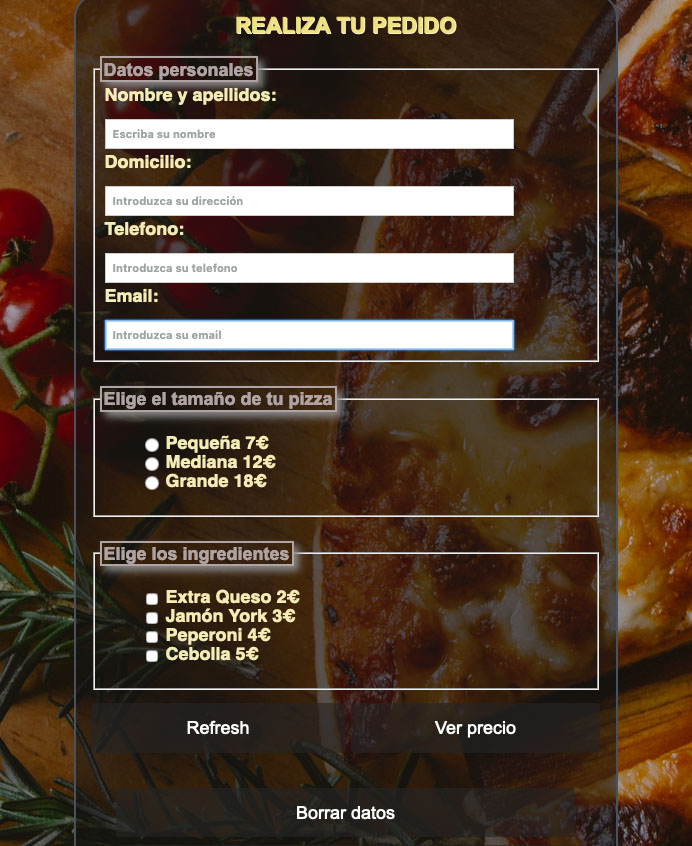 REALIZA TU PEDIDO
Datos personales
Nombre y apellidos:
Escriba su nombre
Domicilio:
Introduzca su dirección
Telefono:
Introduzca su telefono
Email:
Introduzca su email
Elige el tamaño de tu pizza
Pequeña 7€
Mediana 12€
Grande 18€
Elige los ingredientes
Extra Queso 2€
Jamón York 3€
Peperoni 4€
Cebolla 5€
Refresh Ver precio
Borrar datos